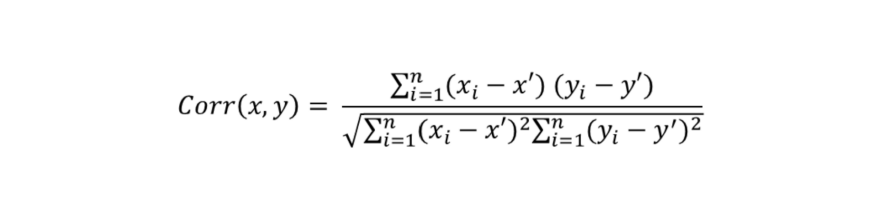 Corr(x, y) = \frac{\sum_{i=1}^{n}(x_i - x')(y_i - y')}{\sqrt{\sum_{i=1}^{n}(x_i - x')^2 \sum_{i=1}^{n}(y_i - y')^2}}